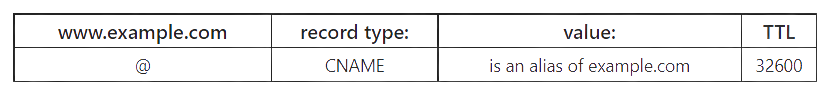 www.example.com record type: value: TTL
@ CNAME is an alias of example.com 32600